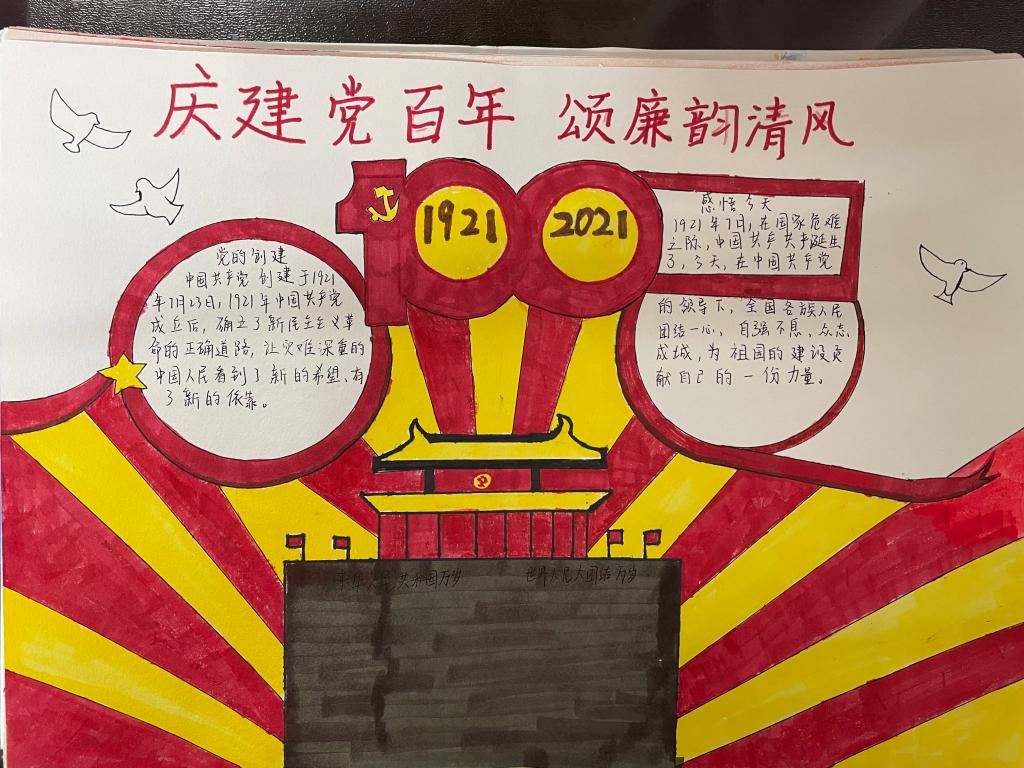 庆建党百年 颂廉韵清风
1921
2021
党的创建
中国共产党创建于1921
年7月23日,1921年中国共产党
成立后,确立了新民主主义革
命的正确道路,让灾难深重的
中国人民看到了新的希望、有
了新的依靠。
感悟今天
1921年7月,在国家危难
之际,中国共产共产诞生
了,今天,在中国共产党
的领导下,全国各族人民
团结一心,自强不息,众志
成城,为祖国的建设贡
献自己的一份力量。
人民共和国万岁
世界人民大团结万岁